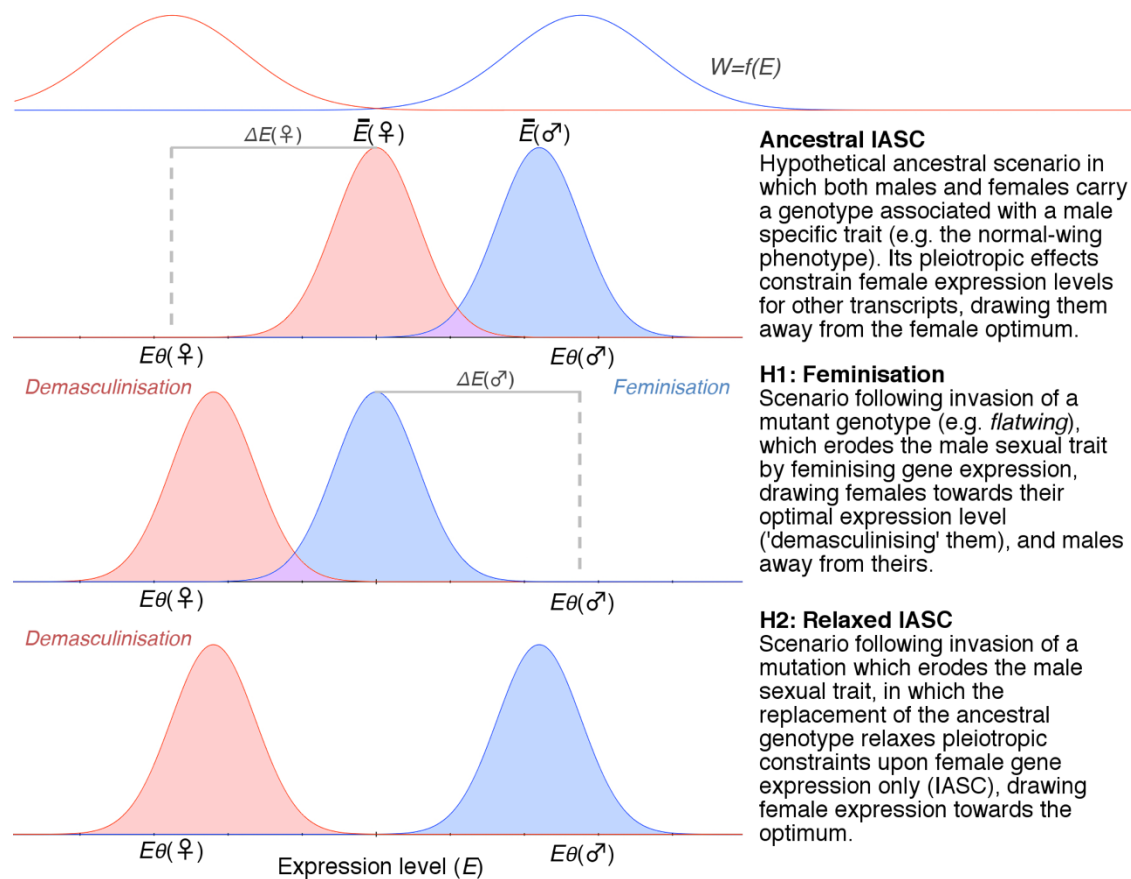 W=f(E)
ΔE(♀)
Ē(♀)
Ē(♂)
Eθ(♀)
Eθ(♂)
Ancestral IASC
Hypothetical ancestral scenario in
which both males and females carry
a genotype associated with a male
specific trait (e.g. the normal-wing
phenotype). Its pleiotropic effects
constrain female expression levels
for other transcripts, drawing them
away from the female optimum.
Demasculinisation
ΔE(♂)
Feminisation
Eθ(♀)
Eθ(♂)
H1: Feminisation
Scenario following invasion of a
mutant genotype (e.g. flatwing),
which erodes the male sexual trait
by feminising gene expression,
drawing females towards their
optimal expression level
('demasculinising' them), and males
away from theirs.
Demasculinisation
Eθ(♀)
Eθ(♂)
Expression level (E)
H2: Relaxed IASC
Scenario following invasion of a
mutation which erodes the male
sexual trait, in which the
replacement of the ancestral
genotype relaxes pleiotropic
constraints upon female gene
expression only (IASC), drawing
female expression towards the
optimum.